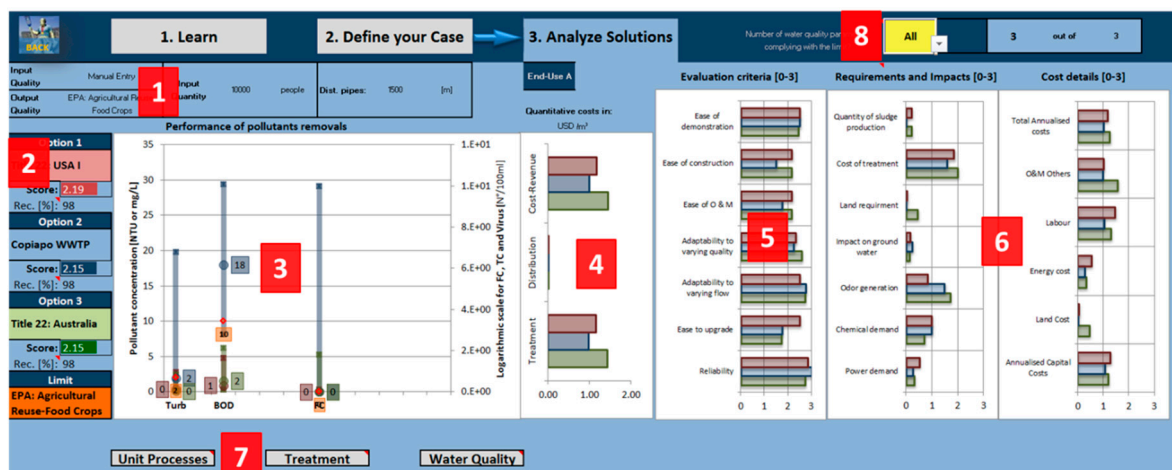 BACK
1. Learn
2. Define your Case
3. Analyze Solutions
Number of water quality par
complying with the lim
8
All
3 out of 3
Input
Quality
Manual Entry
Output
Quality
EPA: Agricultural Reuse
Food Crops
1
Input
Quantity
10000 people
Dist. pipes: 1500 [m]
End-Use A
Quantitative costs in:
USD /m³
Evaluation criteria [0-3]
Requirements and Impacts [0-3]
Cost details [0-3]
Performance of pollutants removals
Option 1
2
USA I
Score: 2.19
Rec. [%]: 98
Option 2
Copiapo WWTP
Score: 2.15
Rec. [%]: 98
Option 3
Title 22: Australia
Score: 2.15
Rec. [%]: 98
Limit
EPA: Agricultural
Reuse-Food Crops
Pollutant concentration [NTU or mg/L]
35
30
25
20
15
10
5
0
3
18
10
0
2
2
0
1
2
0
0
Turb
BOD
FC
1.E+01
1.E+01
8.E+00
6.E+00
4.E+00
2.E+00
0.E+00
Logarithmic scale for FC, TC and Virus [N°/100ml]
Cost-Revenue
Distribution
Treatment
4
Ease of
demonstration
Ease of construction
Ease of O & M
Adaptability to
varying quality
Adaptability to
varying flow
Ease to upgrade
Reliability
5
0 1 2 3
Quantity of sludge
production
Cost of treatment
Land requirment
Impact on ground
water
Odor generation
Chemical demand
Power demand
6
0 1 2 3
Total Annualised
costs
O&M Others
Labour
Energy cost
Land Cost
Annualised Capital
Costs
0 1 2 3
Unit Processes
7
Treatment
Water Quality